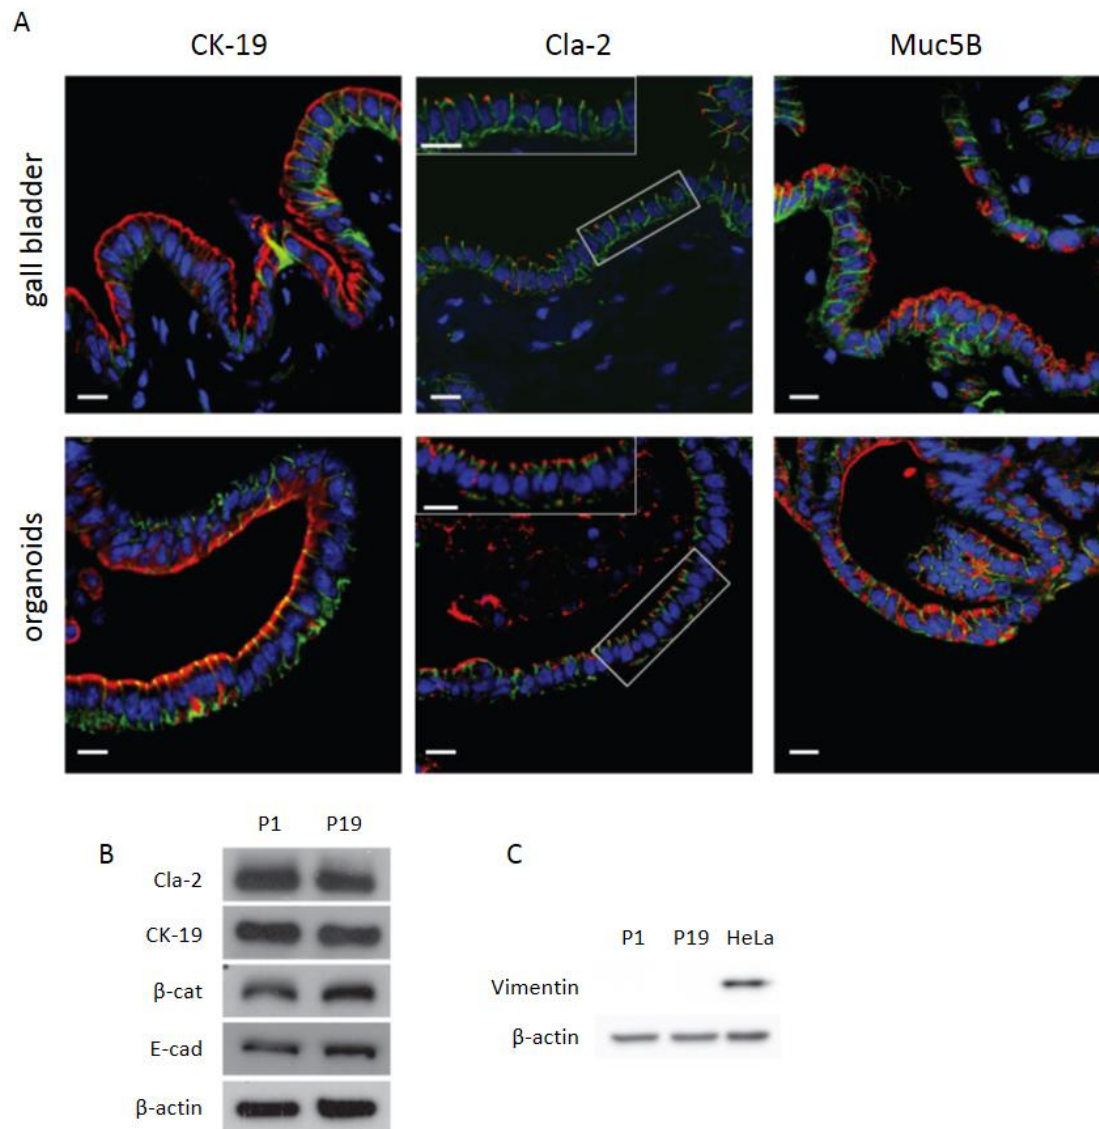 A
CK-19 Cla-2 Muc5B
gall bladder
organoids
B
P1 P19
Cla-2
CK-19
β-cat
E-cad
β-actin
C
P1 P19 HeLa
Vimentin
β-actin